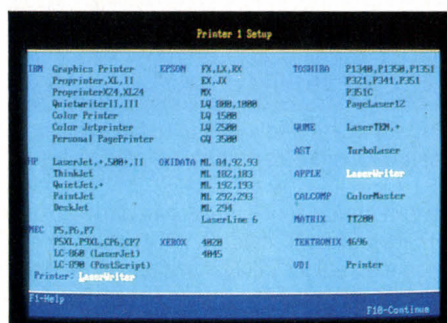 Printer 1 Setup
IBM Graphics Printer EPSON FX,LX,RX TOSHIBA P1340,P1350,P1351
Proprinter,XL,II EX,JX P321,P341,P351
ProprinterX24,XL24 MX P351C
QuietwriterII,III LQ 800,1000 PageLaser12
Color Printer LQ 1500
Color Jetprinter LQ 2500 QUME LaserTEN,+
Personal PagePrinter GQ 3500
AST TurboLaser
HP LaserJet,+,500+,II OKIDATA ML 84,92,93
ThinkJet ML 182,183 APPLE LaserWriter
QuietJet,+ ML 192,193
PaintJet ML 292,293 CALCOMP ColorMaster
DeskJet ML 294
LaserLine 6 MATRIX TT200
NEC P5,P6,P7
P5XL,P9XL,CP6,CP7 XEROX 4020 TEKTRONIX 4696
LC-860 (LaserJet) 4045
LC-890 (PostScript) VDI Printer
Printer: LaserWriter
F1-Help
F10-Continue